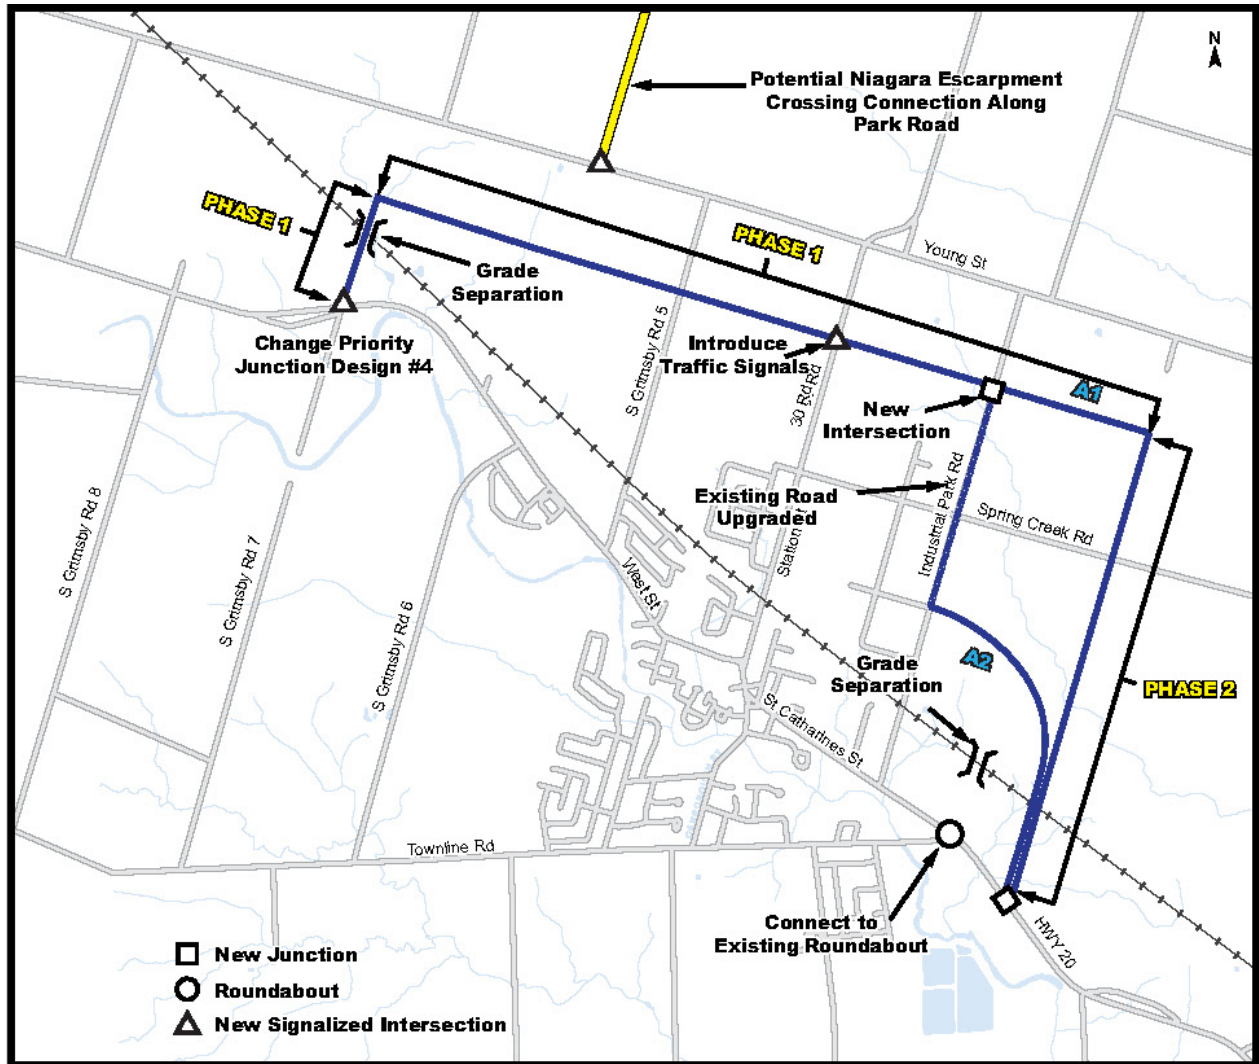 N
Potential Niagara Escarpment
Crossing Connection Along
Park Road
PHASE 1
PHASE 1
Grade
Separation
Young St
Change Priority
Junction Design #4
S Grimsby Rd 5
Introduce
Traffic Signals
30 Rd Rd
A1
New
Intersection
Existing Road
Upgraded
Industrial Park Rd
Spring Creek Rd
S Grimsby Rd 8
S Grimsby Rd 7
S Grimsby Rd 6
West St
Station St
A2
Grade
Separation
PHASE 2
St Catharines St
Townline Rd
Connect to
Existing Roundabout
HWY 20
New Junction
Roundabout
New Signalized Intersection